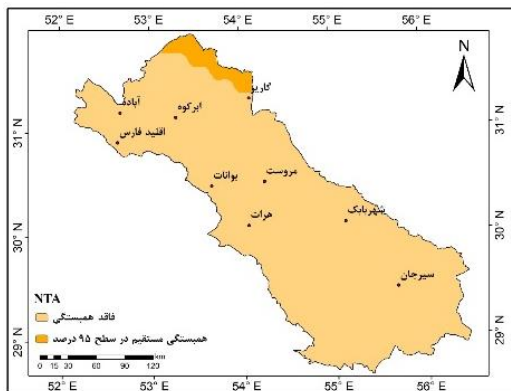 52° E 53° E 54° E 55° E 56° E
N
گاریز
آباده
ابرکوه
اقلید فارس
بوانات
مروست
هرات
شهربابک
سیرجان
31° N
30° N
29° N
31° N
30° N
29° N
NTA
فاقد همبستگی
همبستگی مستقیم در سطح ۹۵ درصد
0 15 30 60 90 120
km
52° E 53° E 54° E 55° E 56° E